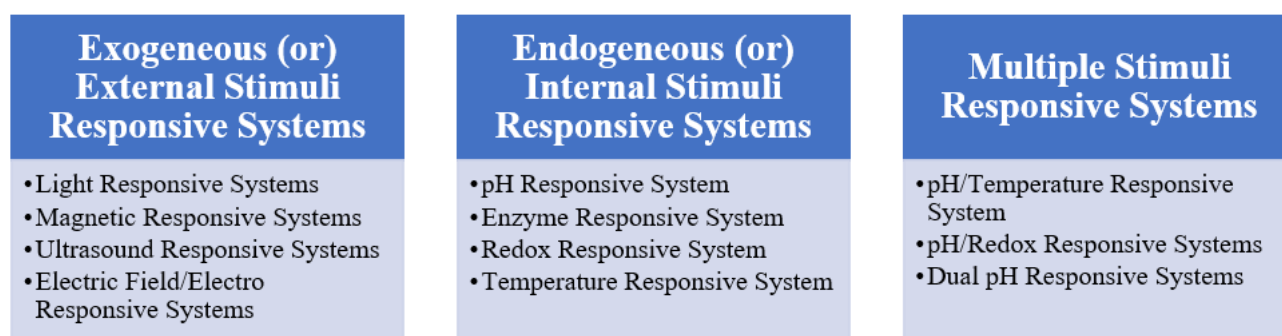 Exogeneous (or)
External Stimuli
Responsive Systems
•Light Responsive Systems
•Magnetic Responsive Systems
•Ultrasound Responsive Systems
•Electric Field/Electro
Responsive Systems
Endogeneous (or)
Internal Stimuli
Responsive Systems
•pH Responsive System
•Enzyme Responsive System
•Redox Responsive System
•Temperature Responsive System
Multiple Stimuli
Responsive Systems
•pH/Temperature Responsive
System
•pH/Redox Responsive Systems
•Dual pH Responsive Systems